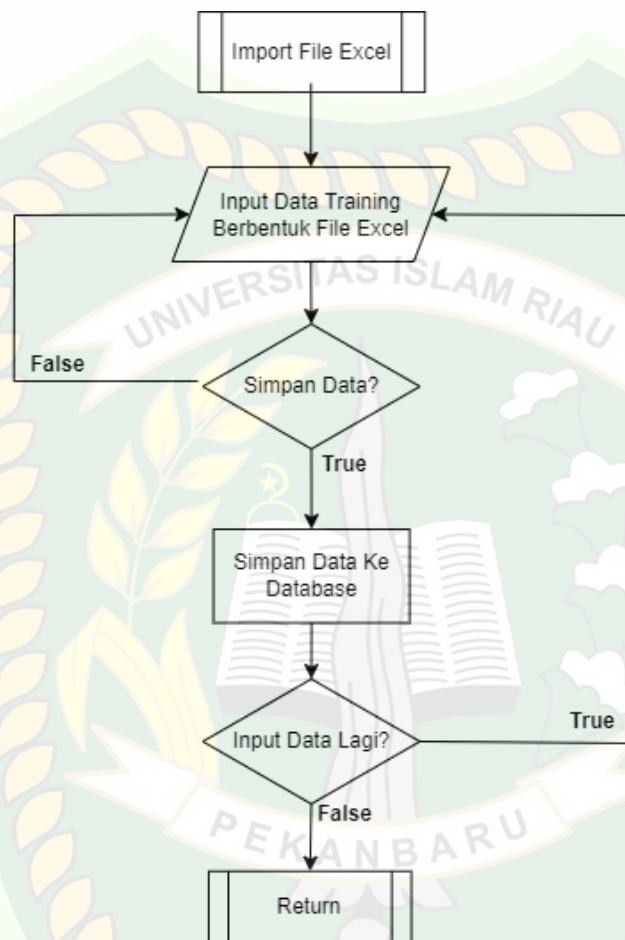 Import File Excel
Input Data Training
Berbentuk File Excel
UNIVERSITAS ISLAM RIAU
False
Simpan Data?
True
Simpan Data Ke
Database
Input Data Lagi?
True
False
PEKANBARU
Return